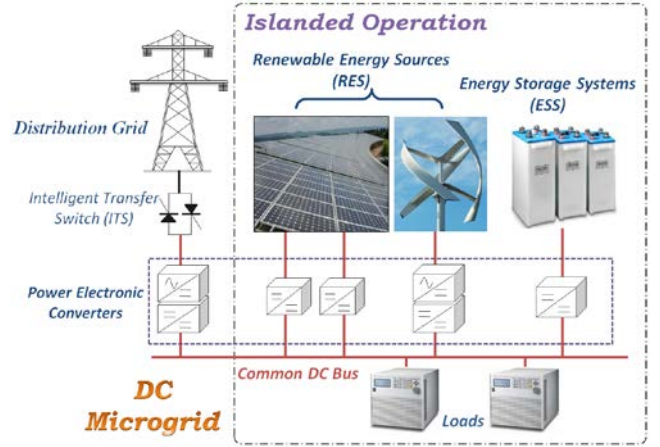 Islanded Operation
Renewable Energy Sources
(RES)
Energy Storage Systems
(ESS)
Distribution Grid
Intelligent Transfer
Switch (ITS)
Power Electronic
Converters
Common DC Bus
DC
Microgrid
Loads